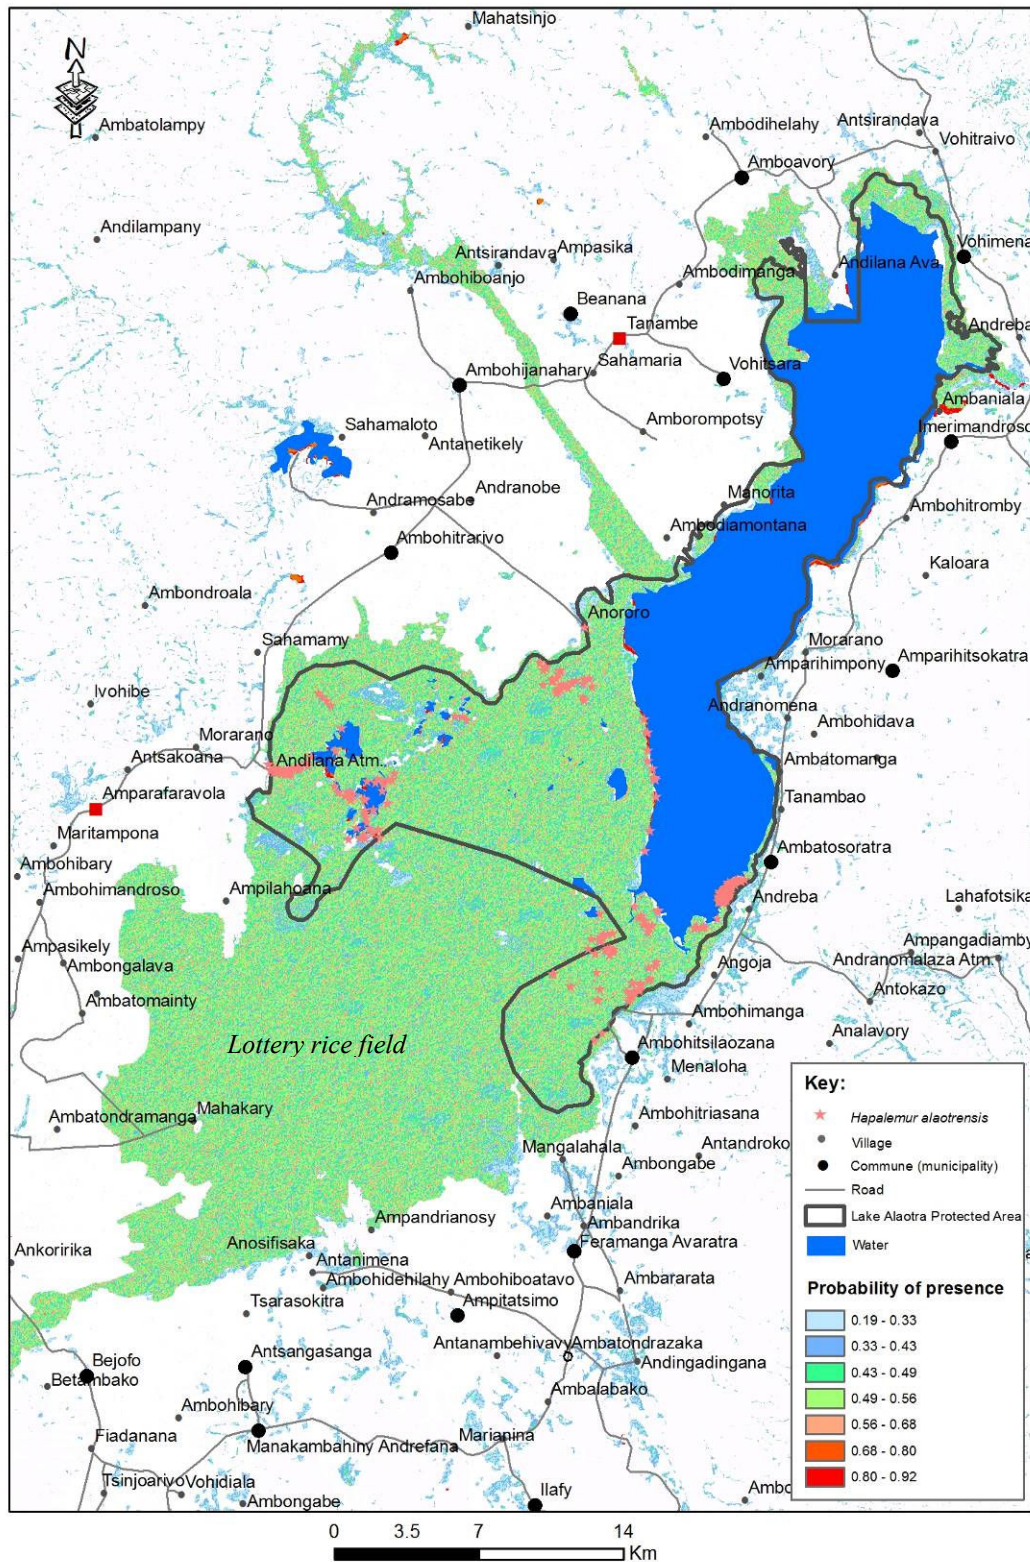 Mahatsinjo
N
Ambatolampy
Ambodihelahy
Antsirandava
Vohitraivo
Amboavory
Andilampany
Antsirandava
Ampasika
Vohimena
Ambodimanga
Andilana Ava.
Ambohiboanjo
Beanana
Tanambe
Andreba
Sahamaria
Vohitsara
Ambohijanahary
Ambaniala
Sahamaloto
Antanetikely
Amborompotsy
Imerimandroso
Andramosabe
Andranobe
Manorita
Ambohitromby
Ambohitrarivo
Ambodiamontana
Kaloara
Ambondroala
Anororo
Sahamamy
Morarano
Amparihimpony
Amparihitsokatra
Ivohibe
Andranomena
Ambohidava
Morarano
Antsakoana
Andilana Atm..
Ambatomanga
Amparafaravola
Tanambao
Maritampona
Ambatosoratra
Ambohibary
Ambohimandroso
Ampilahoana
Andreba
Lahafotsika
Ampasikely
Ambongalava
Angoja
Ampangadiamby
Andranomalaza Atm.
Ambatomainty
Antokazo
Ambohimanga
Lottery rice field
Ambohitsilaozana
Analavory
Menaloha
Ambatondramanga
Mahakary
Ambohitriasana
Mangalahala
Antandroko
Ambongabe
Ambaniala
Ampandrianosy
Ambandrika
Anosifisaka
Feramanga Avaratra
Ankoririka
Antanimena
Ambohidehilahy
Ambohiboatavo
Ambararata
Tsarasokitra
Ampitatsimo
Antanambehivavy
Ambatondrazaka
Bejofo
Antsangasanga
Andingadingana
Betambako
Ambalabako
Ambohibary
Fiadanana
Manakambahiny Andrefana
Marianina
Tsinjoarivo
Vohidiala
Ambongabe
Ilafy
Ambo
Key:
Hapalemur alaotrensis
Village
Commune (municipality)
Road
Lake Alaotra Protected Area
Water
Probability of presence
0.19 - 0.33
0.33 - 0.43
0.43 - 0.49
0.49 - 0.56
0.56 - 0.68
0.68 - 0.80
0.80 - 0.92
0 3.5 7 14
Km